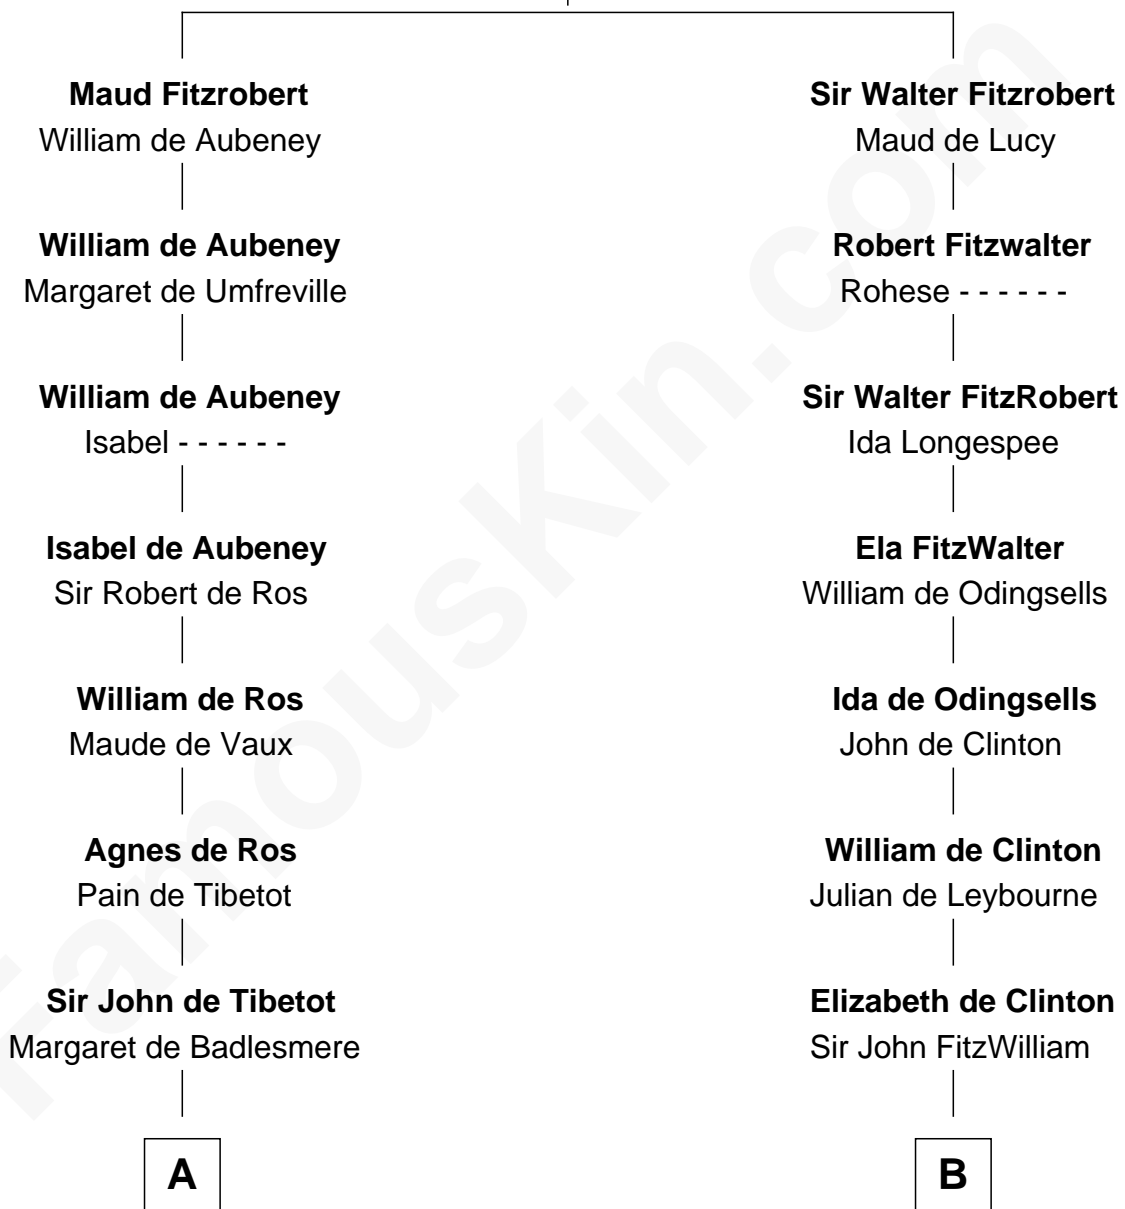 Maud Fitzrobert
William de Aubeney
William de Aubeney
Margaret de Umfreville
William de Aubeney
Isabel - - - - - -
Isabel de Aubeney
Sir Robert de Ros
William de Ros
Maude de Vaux
Agnes de Ros
Pain de Tibetot
Sir John de Tibetot
Margaret de Badlesmere
A
Sir Walter Fitzrobert
Maud de Lucy
Robert Fitzwalter
Rohese - - - - - -
Sir Walter FitzRobert
Ida Longespee
Ela FitzWalter
William de Odingsells
Ida de Odingsells
John de Clinton
William de Clinton
Julian de Leybourne
Elizabeth de Clinton
Sir John FitzWilliam
B
FamousKin.com